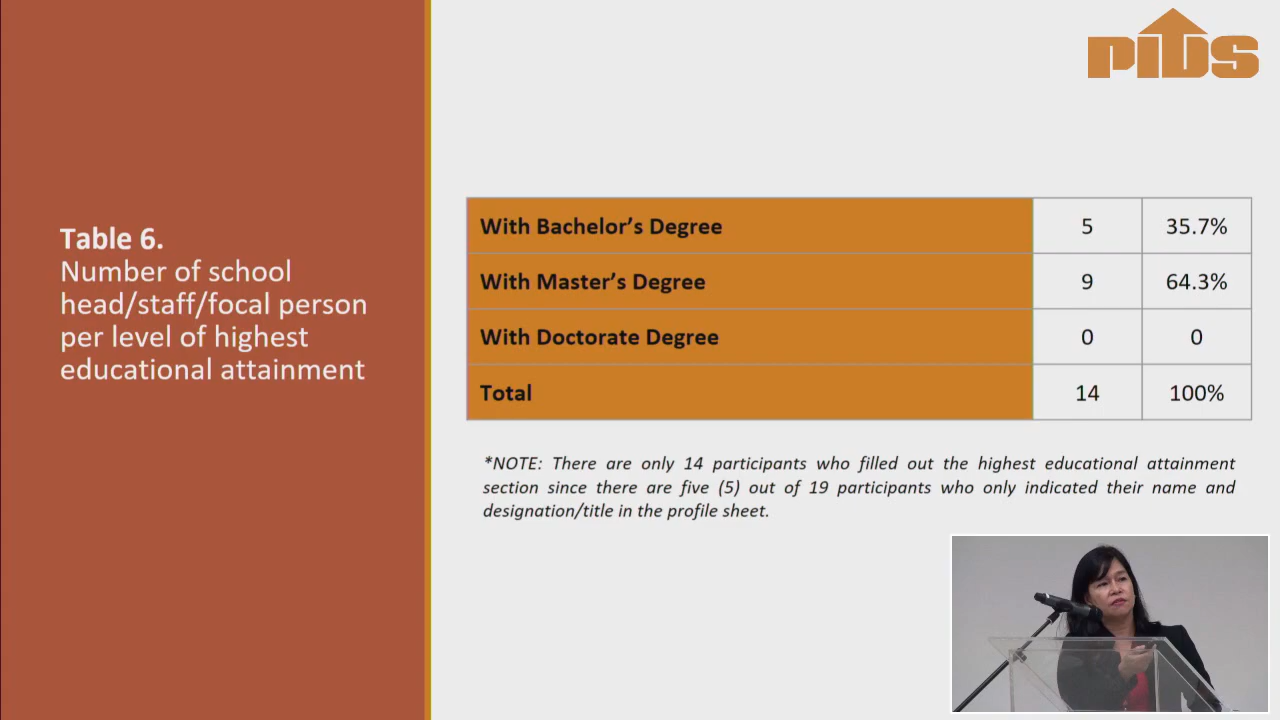 PIDS
Table 6.
Number of school
head/staff/focal person
per level of highest
educational attainment
With Bachelor's Degree 5 35.7%
With Master's Degree 9 64.3%
With Doctorate Degree 0 0
Total 14 100%
*NOTE: There are only 14 participants who filled out the highest educational attainment
section since there are five (5) out of 19 participants who only indicated their name and
designation/title in the profile sheet.